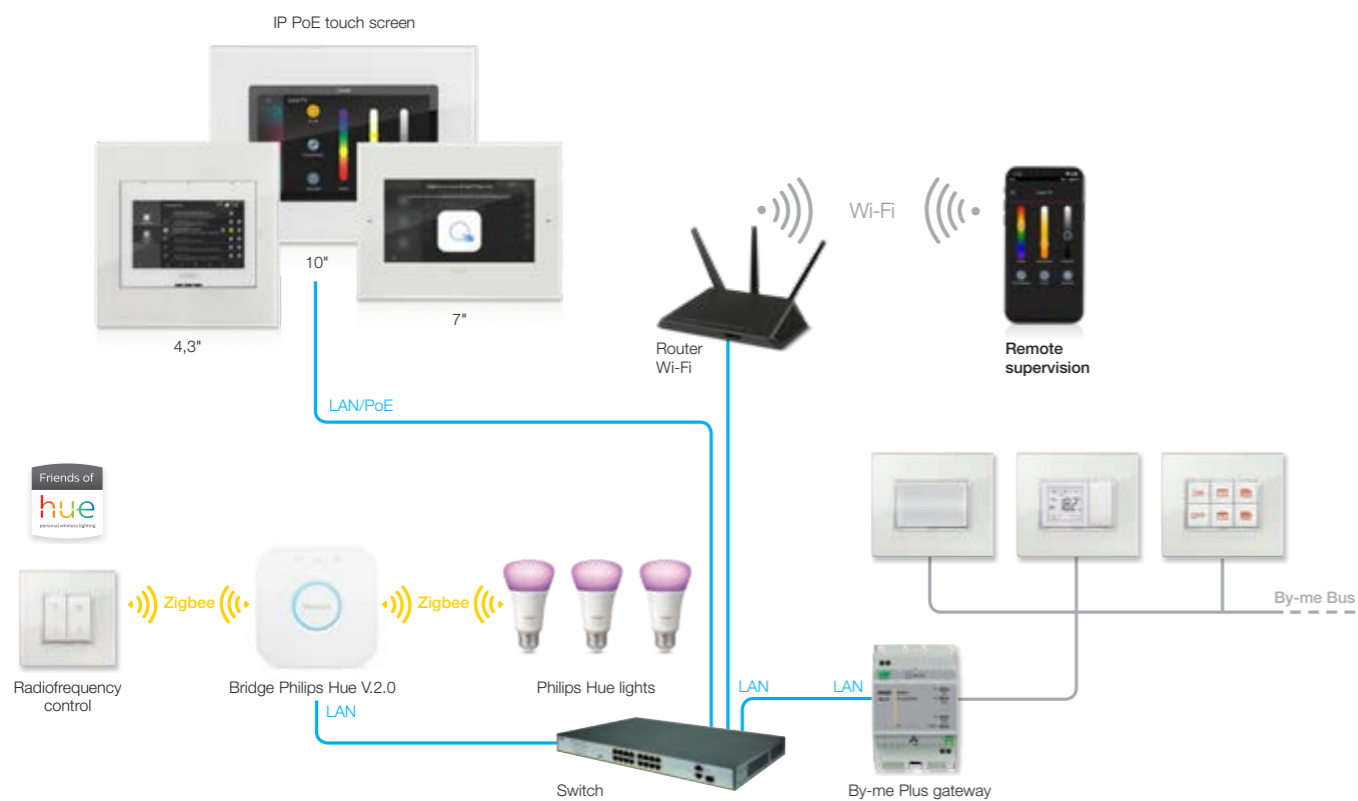 IP PoE touch screen
10"
7"
4,3"
Wi-Fi
Router
Wi-Fi
Remote
supervision
LAN/PoE
Friends of
hue
personal wireless lighting
Zigbee
Zigbee
By-me Bus
Radiofrequency
control
Bridge Philips Hue V.2.0
Philips Hue lights
LAN
LAN
LAN
Switch
By-me Plus gateway